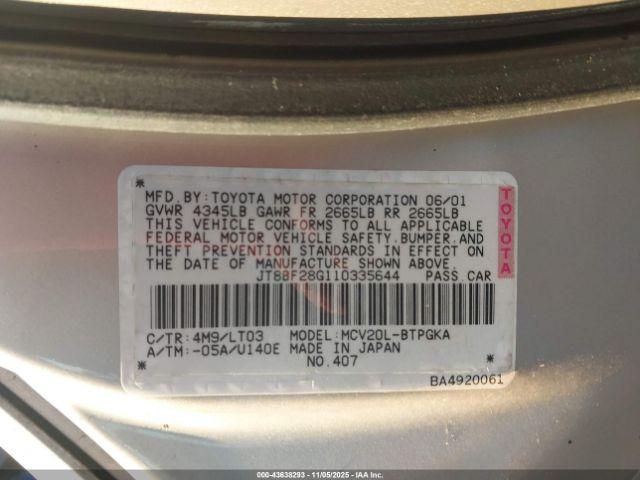 MFD.BY:TOYOTA MOTOR CORPORATION 06/01
GVWR 4345LB GAWR FR 2665LB RR 2665LB
THIS VEHICLE CONFORMS TO ALL APPLICABLE
FEDERAL MOTOR VEHICLE SAFETY,BUMPER,AND
THEFT PREVENTION STANDARDS IN EFFECT ON
THE DATE OF MANUFACTURE SHOWN ABOVE.
JT8BF28G110335644 PASS.CAR
C/TR:4M9/LT03 MODEL:MCV20L-BTPGKA
A/TM:-05A/U140E MADE IN JAPAN
NO.407
BA4920061
TOYOTA
000-43638293 - 11/05/2025 - IAA Inc.